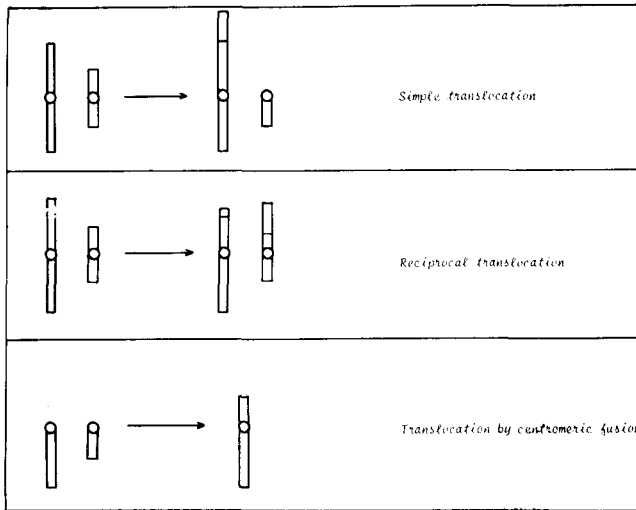 Simple translocation
Reciprocal translocation
Translocation by centromeric fusion